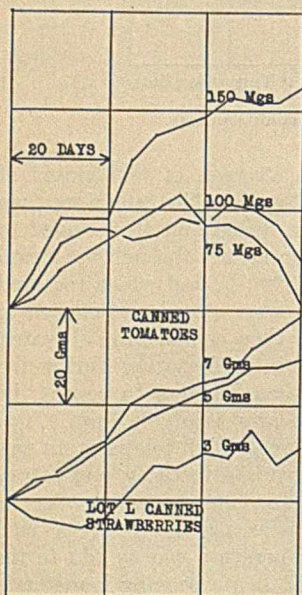 150 Mgs
20 DAYS
100 Mgs
75 Mgs
CANNED
TOMATOES
20 Gms
7 Gms
5 Gms
3 Gms
LOT L CANNED
STRAWBERRIES